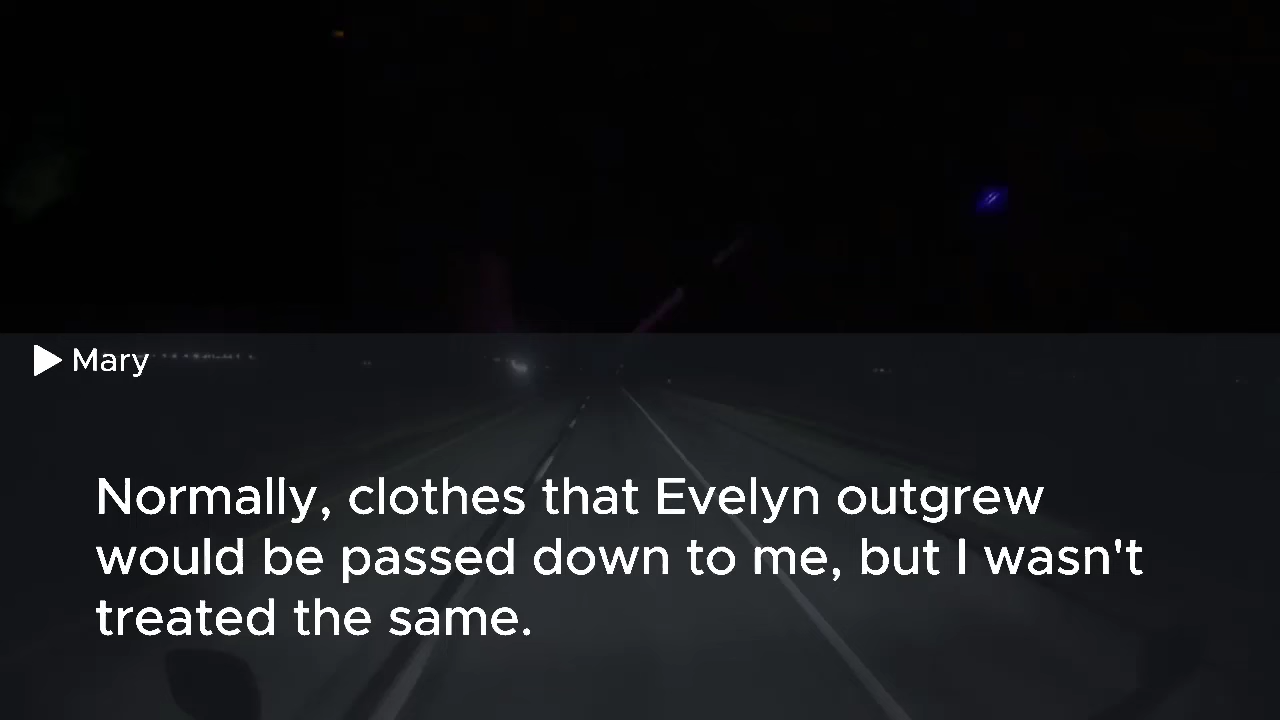 Mary
Normally, clothes that Evelyn outgrew
would be passed down to me, but I wasn't
treated the same.